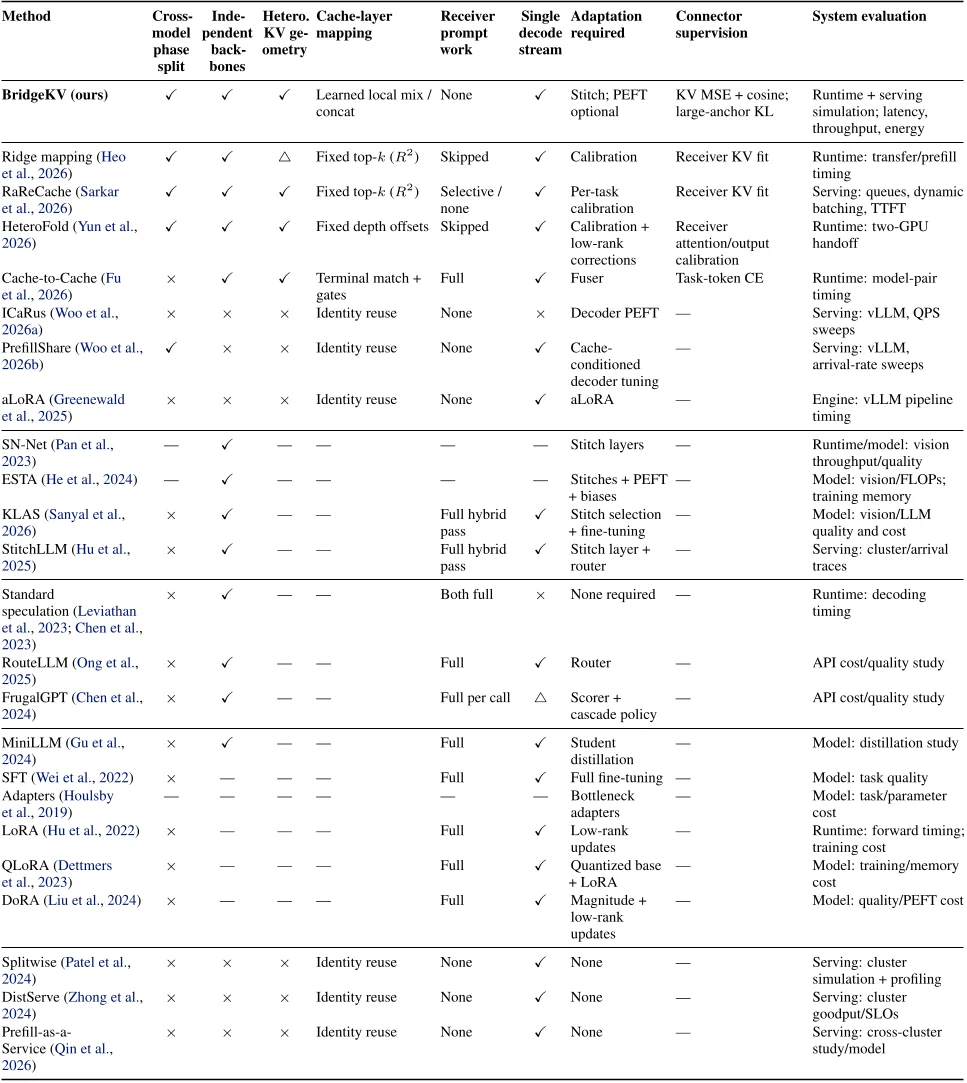 Method Cross- Inde- Hetero. Cache-layer Receiver Single Adaptation Connector System evaluation
model pendent KV ge- mapping prompt decode required supervision
phase back- ometry work stream
split bones
BridgeKV (ours) ✓ ✓ ✓ Learned local mix / None ✓ Stitch; PEFT KV MSE + cosine; Runtime + serving
concat optional large-anchor KL simulation; latency,
throughput, energy
Ridge mapping (Heo ✓ ✓ △ Fixed top-k (R²) Skipped ✓ Calibration Receiver KV fit Runtime: transfer/prefill
et al., 2026) timing
RaReCache (Sarkar ✓ ✓ ✓ Fixed top-k (R²) Selective / ✓ Per-task Receiver KV fit Serving: queues, dynamic
et al., 2026) none calibration batching, TTFT
HeteroFold (Yun et al., ✓ ✓ ✓ Fixed depth offsets Skipped ✓ Calibration + Receiver Runtime: two-GPU
2026) low-rank attention/output handoff
corrections calibration
Cache-to-Cache (Fu × ✓ ✓ Terminal match + Full ✓ Fuser Task-token CE Runtime: model-pair
et al., 2026) gates timing
ICaRus (Woo et al., × × × Identity reuse None × Decoder PEFT — Serving: vLLM, QPS
2026a) sweeps
PrefillShare (Woo et al., ✓ × × Identity reuse None ✓ Cache- — Serving: vLLM,
2026b) conditioned arrival-rate sweeps
decoder tuning
aLoRA (Greenewald × × × Identity reuse None ✓ aLoRA — Engine: vLLM pipeline
et al., 2025) timing
SN-Net (Pan et al., — ✓ — — — — Stitch layers — Runtime/model: vision
2023) throughput/quality
ESTA (He et al., 2024) — ✓ — — — — Stitches + PEFT — Model: vision/FLOPs;
+ biases training memory
KLAS (Sanyal et al., × ✓ — — Full hybrid ✓ Stitch selection — Model: vision/LLM
2026) pass + fine-tuning quality and cost
StitchLLM (Hu et al., × ✓ — — Full hybrid ✓ Stitch layer + — Serving: cluster/arrival
2025) pass router traces
Standard × ✓ — — Both full × None required — Runtime: decoding
speculation (Leviathan timing
et al., 2023; Chen et al.,
2023)
RouteLLM (Ong et al., × ✓ — — Full ✓ Router — API cost/quality study
2025)
FrugalGPT (Chen et al., × ✓ — — Full per call △ Scorer + — API cost/quality study
2024) cascade policy
MiniLLM (Gu et al., × ✓ — — Full ✓ Student — Model: distillation study
2024) distillation
SFT (Wei et al., 2022) × — — — Full ✓ Full fine-tuning — Model: task quality
Adapters (Houlsby — — — — — — Bottleneck — Model: task/parameter
et al., 2019) adapters cost
LoRA (Hu et al., 2022) × — — — Full ✓ Low-rank — Runtime: forward timing;
updates training cost
QLoRA (Dettmers × — — — Full ✓ Quantized base — Model: training/memory
et al., 2023) + LoRA cost
DoRA (Liu et al., 2024) × — — — Full ✓ Magnitude + — Model: quality/PEFT cost
low-rank
updates
Splitwise (Patel et al., × × × Identity reuse None ✓ None — Serving: cluster
2024) simulation + profiling
DistServe (Zhong et al., × × × Identity reuse None ✓ None — Serving: cluster
2024) goodput/SLOs
Prefill-as-a- × × × Identity reuse None ✓ None — Serving: cross-cluster
Service (Qin et al., study/model
2026)